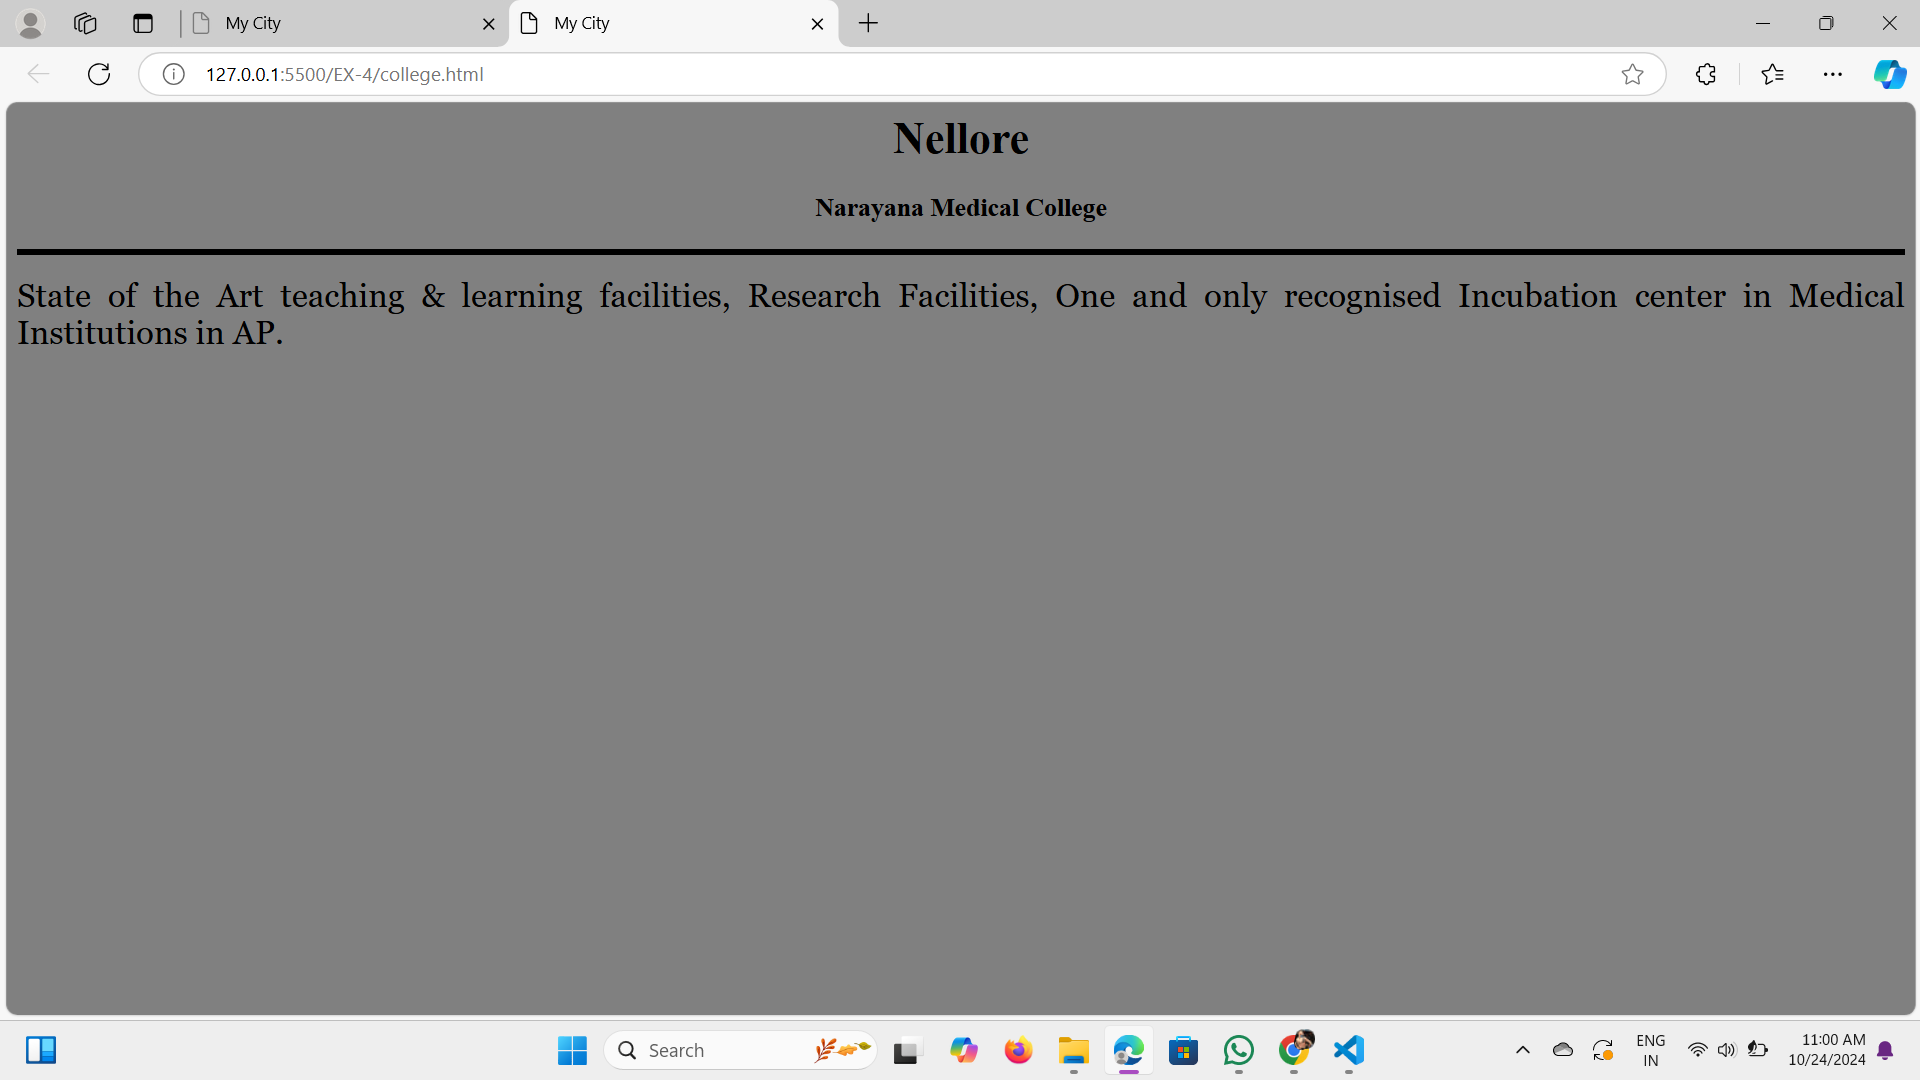 My City
My City
127.0.0.1:5500/EX-4/college.html
Nellore
Narayana Medical College
State of the Art teaching & learning facilities, Research Facilities, One and only recognised Incubation center in Medical
Institutions in AP.
Search
ENG
IN
11:00 AM
10/24/2024